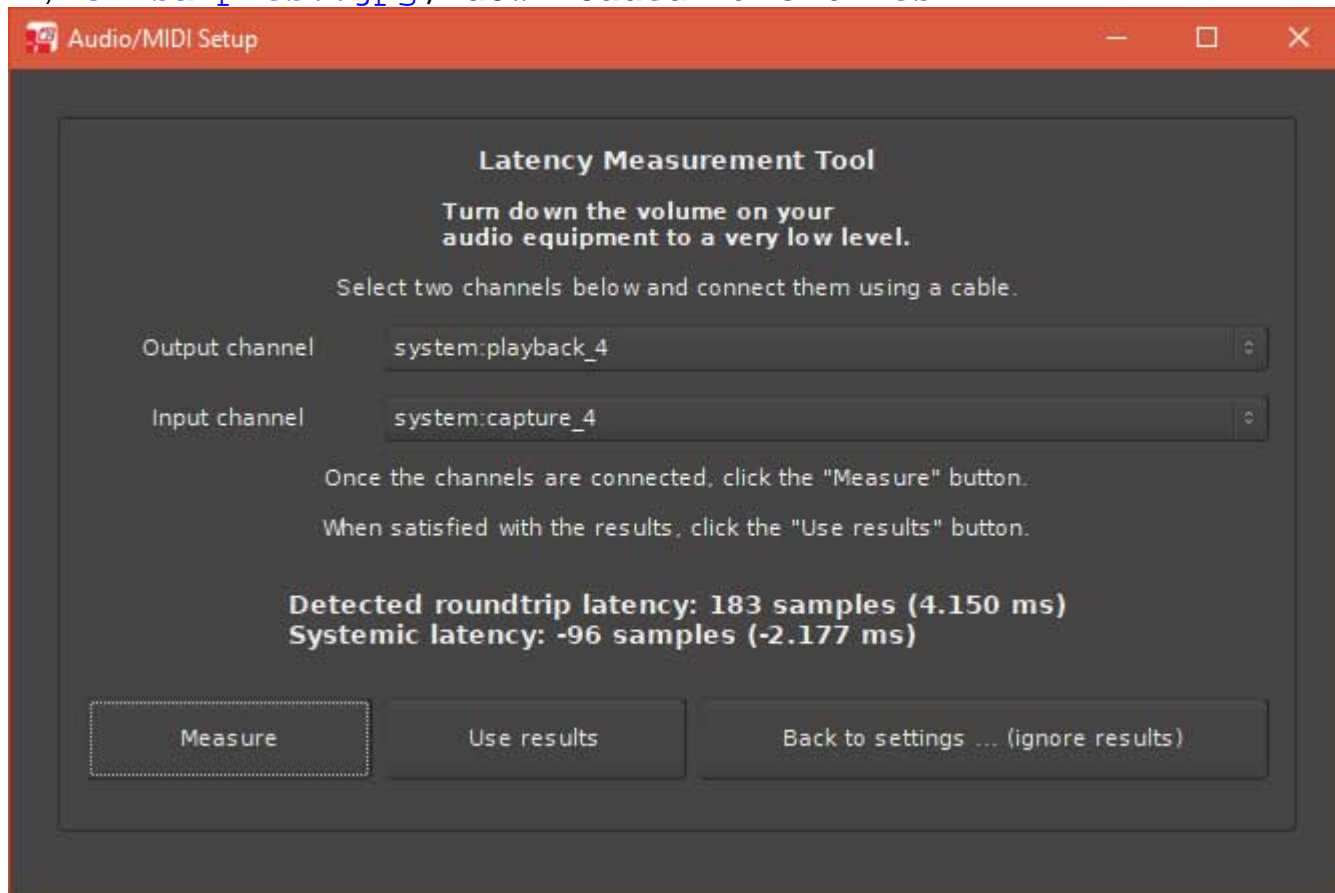 Audio/MIDI Setup
Latency Measurement Tool
Turn down the volume on your
audio equipment to a very low level.
Select two channels below and connect them using a cable.
Output channel system:playback_4
Input channel system:capture_4
Once the channels are connected, click the "Measure" button.
When satisfied with the results, click the "Use results" button.
Detected roundtrip latency: 183 samples (4.150 ms)
Systemic latency: -96 samples (-2.177 ms)
Measure Use results Back to settings ... (ignore results)